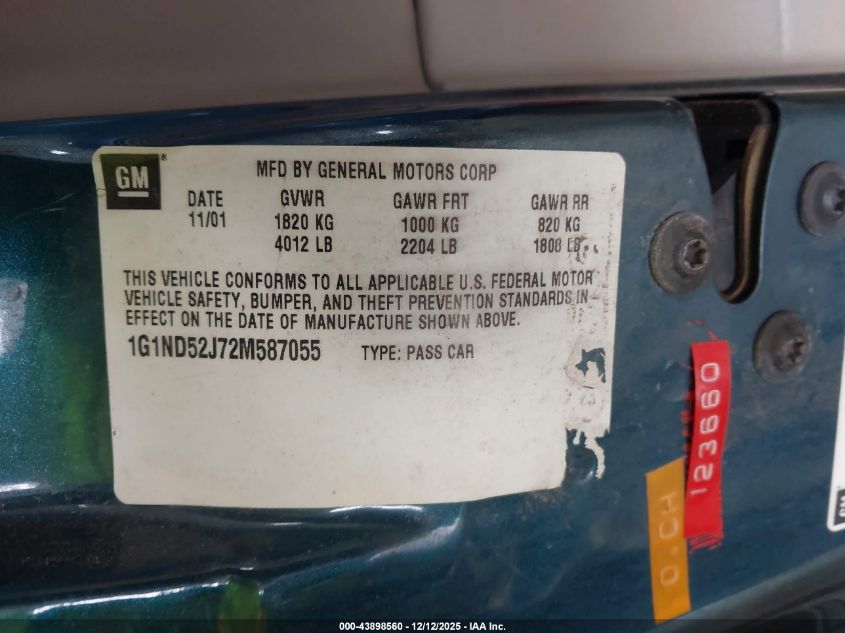 GM ®
MFD BY GENERAL MOTORS CORP
DATE GVWR GAWR FRT GAWR RR
11/01 1820 KG 1000 KG 820 KG
4012 LB 2204 LB 1808 LB
THIS VEHICLE CONFORMS TO ALL APPLICABLE U.S. FEDERAL MOTOR
VEHICLE SAFETY, BUMPER, AND THEFT PREVENTION STANDARDS IN
EFFECT ON THE DATE OF MANUFACTURE SHOWN ABOVE.
1G1ND52J72M587055 TYPE: PASS CAR
123660
O.CH
GM
000-43898560 - 12/12/2025 - IAA Inc.